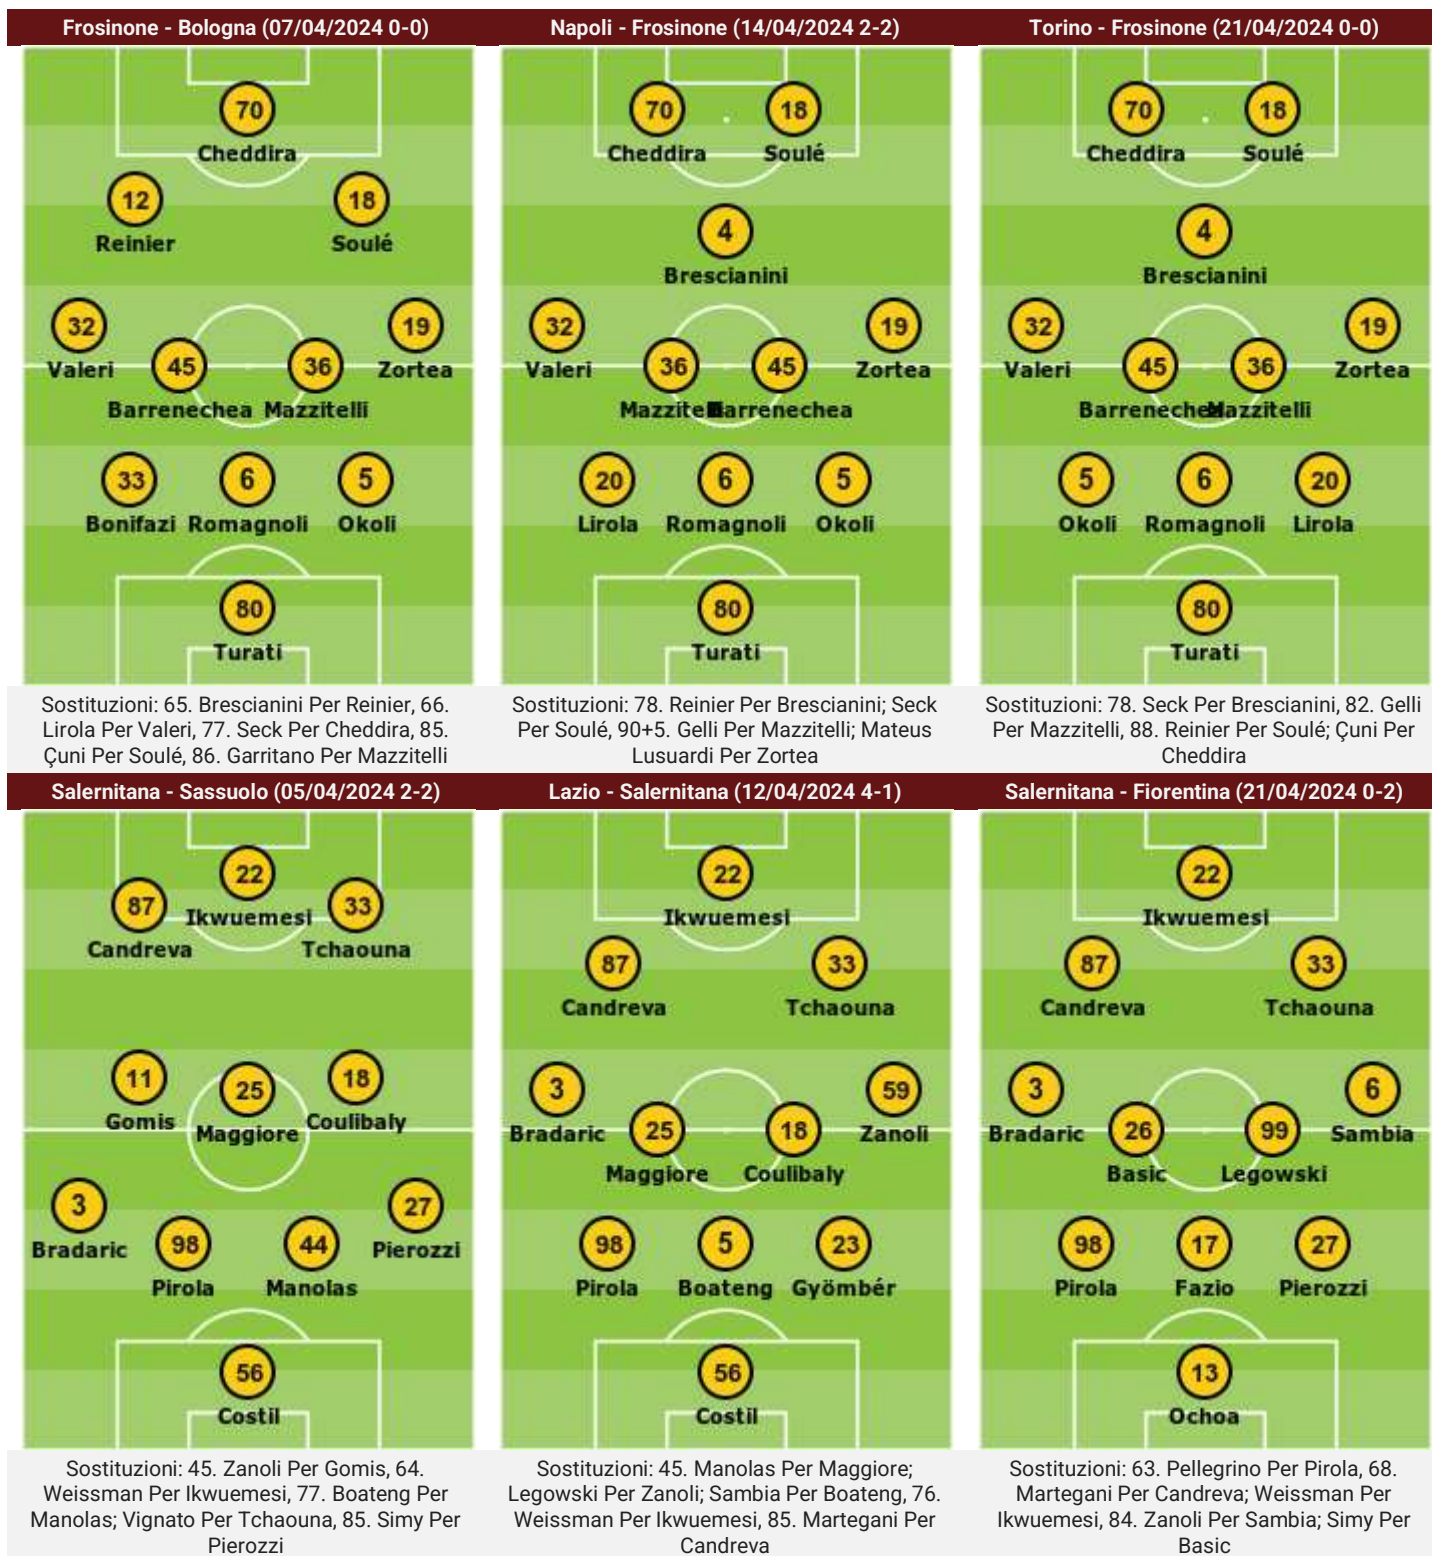 Frosinone - Bologna (07/04/2024 0-0)
70
Cheddira
12
18
Reinier
Soulé
32
19
Valeri
45
36
Zortea
Barrenechea Mazzitelli
33
6
5
Bonifazi Romagnoli Okoli
80
Turati
Sostituzioni: 65. Brescianini Per Reinier, 66.
Lirola Per Valeri, 77. Seck Per Cheddira, 85.
Çuni Per Soulé, 86. Garritano Per Mazzitelli
Napoli - Frosinone (14/04/2024 2-2)
70
18
Cheddira
Soulé
4
Brescianini
32
19
Valeri
36
45
Zortea
Mazzitelli
Barrenechea
20
6
5
Lirola Romagnoli Okoli
80
Turati
Sostituzioni: 78. Reinier Per Brescianini; Seck
Per Soulé, 90+5. Gelli Per Mazzitelli; Mateus
Lusuardi Per Zortea
Torino - Frosinone (21/04/2024 0-0)
70
18
Cheddira
Soulé
4
Brescianini
32
19
Valeri
45
36
Zortea
Barrenechea
Mazzitelli
5
6
20
Okoli Romagnoli Lirola
80
Turati
Sostituzioni: 78. Seck Per Brescianini, 82. Gelli
Per Mazzitelli, 88. Reinier Per Soulé; Çuni Per
Cheddira
Salernitana - Sassuolo (05/04/2024 2-2)
22
87
33
Ikwuemesi
Candreva
Tchaouna
11
25
18
Gomis
Maggiore
Coulibaly
3
27
Bradaric
98
44
Pierozzi
Pirola
Manolas
56
Costil
Sostituzioni: 45. Zanoli Per Gomis, 64.
Weissman Per Ikwuemesi, 77. Boateng Per
Manolas; Vignato Per Tchaouna, 85. Simy Per
Pierozzi
Lazio - Salernitana (12/04/2024 4-1)
22
Ikwuemesi
87
33
Candreva
Tchaouna
3
59
Bradaric
25
18
Zanoli
Maggiore
Coulibaly
98
5
23
Pirola
Boateng
Gyömbér
56
Costil
Sostituzioni: 45. Manolas Per Maggiore;
Legowski Per Zanoli; Sambia Per Boateng, 76.
Weissman Per Ikwuemesi, 85. Martegani Per
Candreva
Salernitana - Fiorentina (21/04/2024 0-2)
22
Ikwuemesi
87
33
Candreva
Tchaouna
3
6
Bradaric
26
99
Sambia
Basic
Legowski
98
17
27
Pirola
Fazio
Pierozzi
13
Ochoa
Sostituzioni: 63. Pellegrino Per Pirola, 68.
Martegani Per Candreva; Weissman Per
Ikwuemesi, 84. Zanoli Per Sambia; Simy Per
Basic